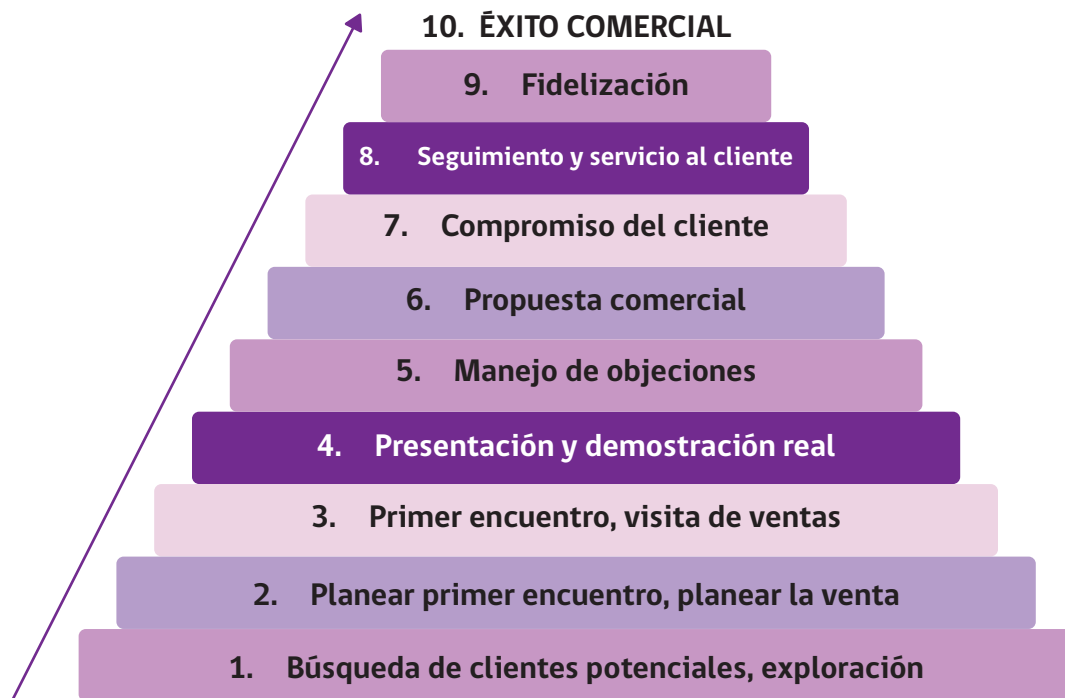 10. ÉXITO COMERCIAL
9. Fidelización
8. Seguimiento y servicio al cliente
7. Compromiso del cliente
6. Propuesta comercial
5. Manejo de objeciones
4. Presentación y demostración real
3. Primer encuentro, visita de ventas
2. Planear primer encuentro, planear la venta
1. Búsqueda de clientes potenciales, exploración